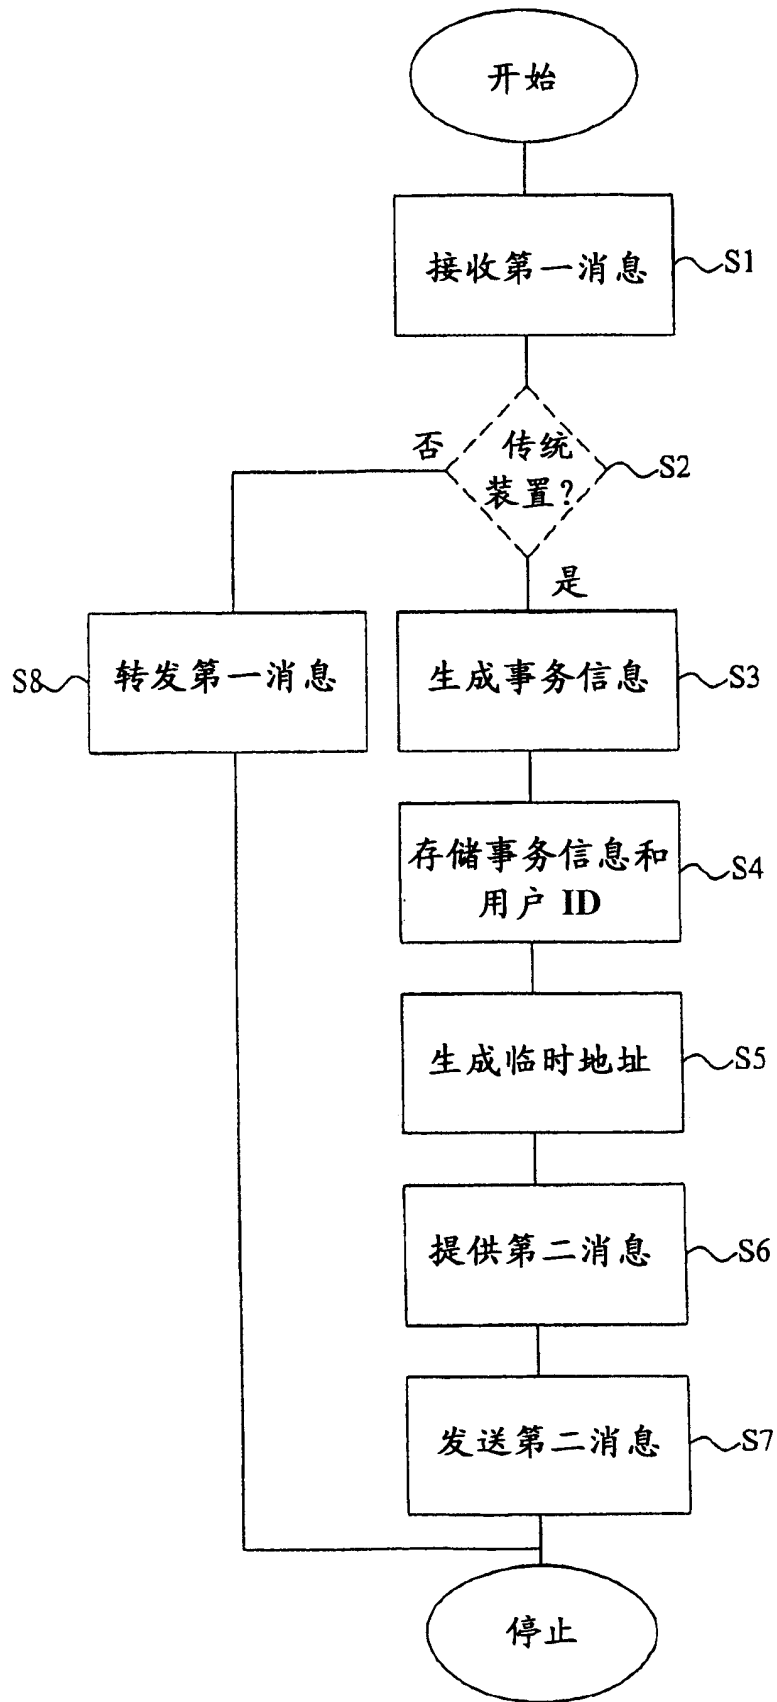 开始
接收第一消息
S1
否
传统
装置?
S2
是
S8
转发第一消息
生成事务信息
S3
存储事务信息和
用户 ID
S4
生成临时地址
S5
提供第二消息
S6
发送第二消息
S7
停止